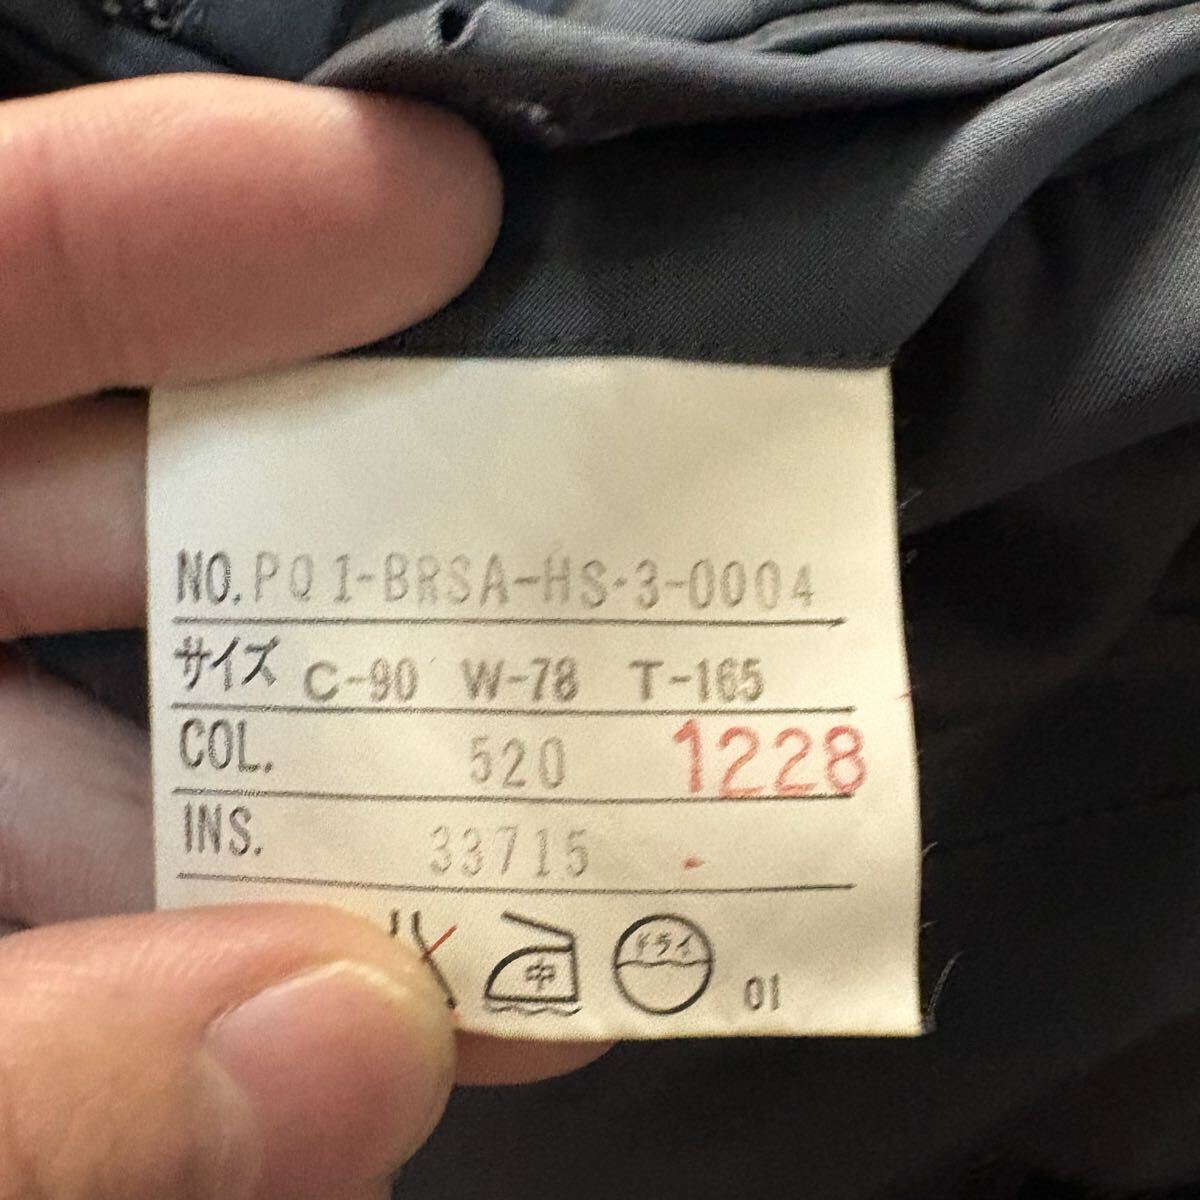 NO.PQ1-BRSA-HS-3-0004
サイズ C-90 W-78 T-165
COL. 520 1228
INS. 33715
中 ドライ 01